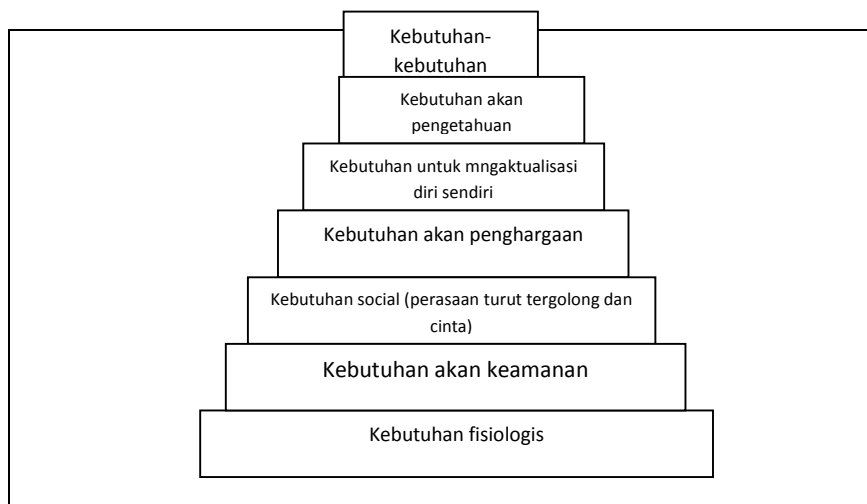 Kebutuhan-
kebutuhan
Kebutuhan akan
pengetahuan
Kebutuhan untuk mngaktualisasi
diri sendiri
Kebutuhan akan penghargaan
Kebutuhan social (perasaan turut tergolong dan
cinta)
Kebutuhan akan keamanan
Kebutuhan fisiologis